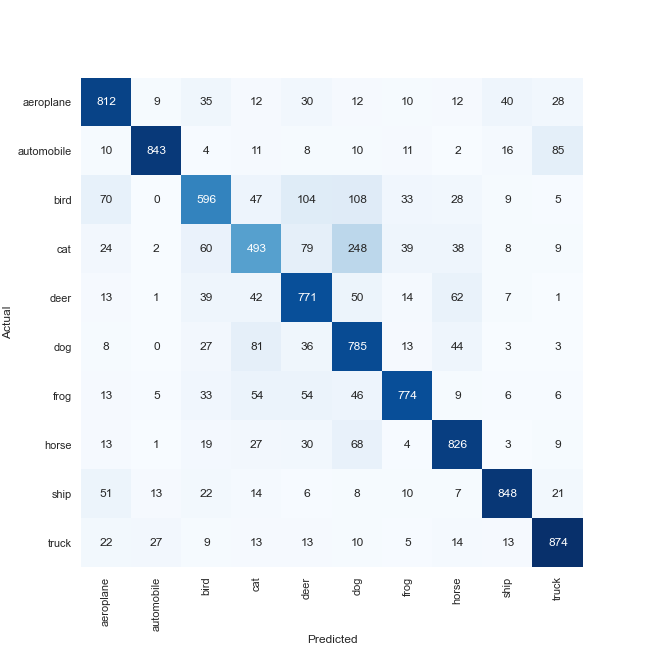 aeroplane 812 9 35 12 30 12 10 12 40 28
automobile 10 843 4 11 8 10 11 2 16 85
bird 70 0 596 47 104 108 33 28 9 5
cat 24 2 60 493 79 248 39 38 8 9
deer 13 1 39 42 771 50 14 62 7 1
Actual
dog 8 0 27 81 36 785 13 44 3 3
frog 13 5 33 54 54 46 774 9 6 6
horse 13 1 19 27 30 68 4 826 3 9
ship 51 13 22 14 6 8 10 7 848 21
truck 22 27 9 13 13 10 5 14 13 874
aeroplane automobile bird cat deer dog frog horse ship truck
Predicted